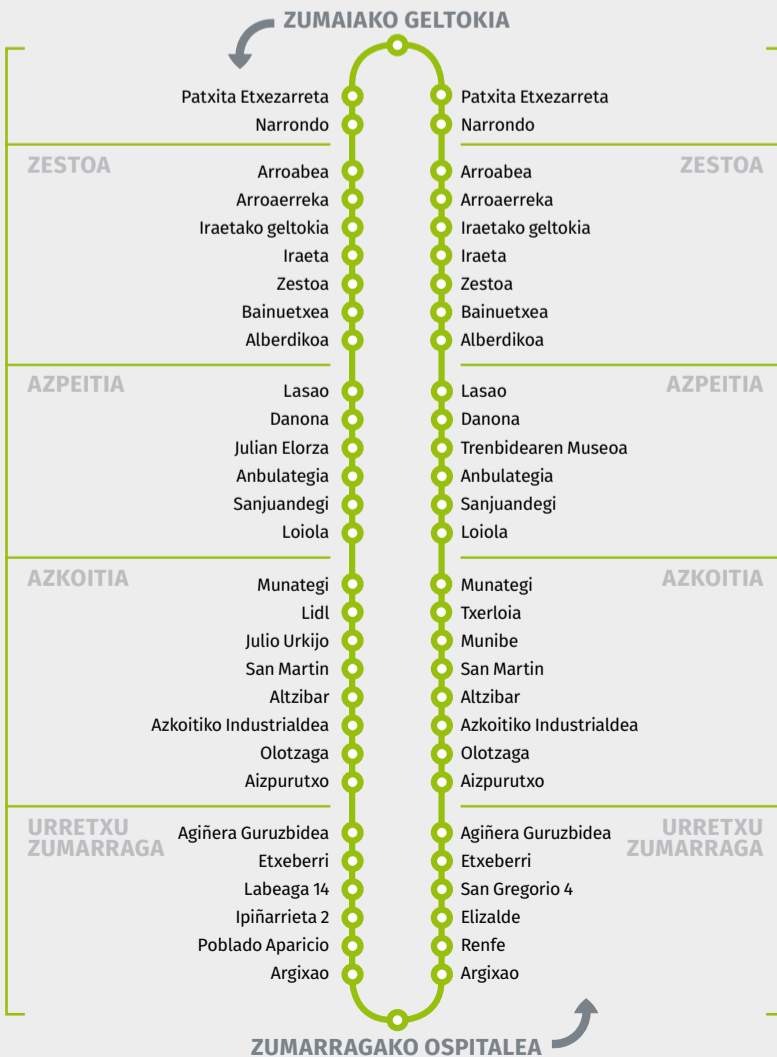 ZUMAIAKO GELTOKIA
Patxita Etxezarreta
Patxita Etxezarreta
Narrondo
Narrondo
ZESTOA
Arroabea
Arroabea
ZESTOA
Arroaerreka
Arroaerreka
Iraetako geltokia
Iraetako geltokia
Iraeta
Iraeta
Zestoa
Zestoa
Bainuetxea
Bainuetxea
Alberdikoa
Alberdikoa
AZPEITIA
Lasao
Lasao
AZPEITIA
Danona
Danona
Julian Elorza
Trenbidearen Museoa
Anbulategia
Anbulategia
Sanjuandegi
Sanjuandegi
Loiola
Loiola
AZKOITIA
Munategi
Munategi
AZKOITIA
Lidl
Txerloia
Julio Urkijo
Munibe
San Martin
San Martin
Altzibar
Altzibar
Azkoitiko Industrialdea
Azkoitiko Industrialdea
Olotzaga
Olotzaga
Aizpurutxo
Aizpurutxo
URRETXU
ZUMARRAGA
Agiñera Guruzbidea
Agiñera Guruzbidea
URRETXU
ZUMARRAGA
Etxeberri
Etxeberri
Labeaga 14
San Gregorio 4
Ipiñarrieta 2
Elizalde
Poblado Aparicio
Renfe
Argixao
Argixao
ZUMARRAGAKO OSPITALEA